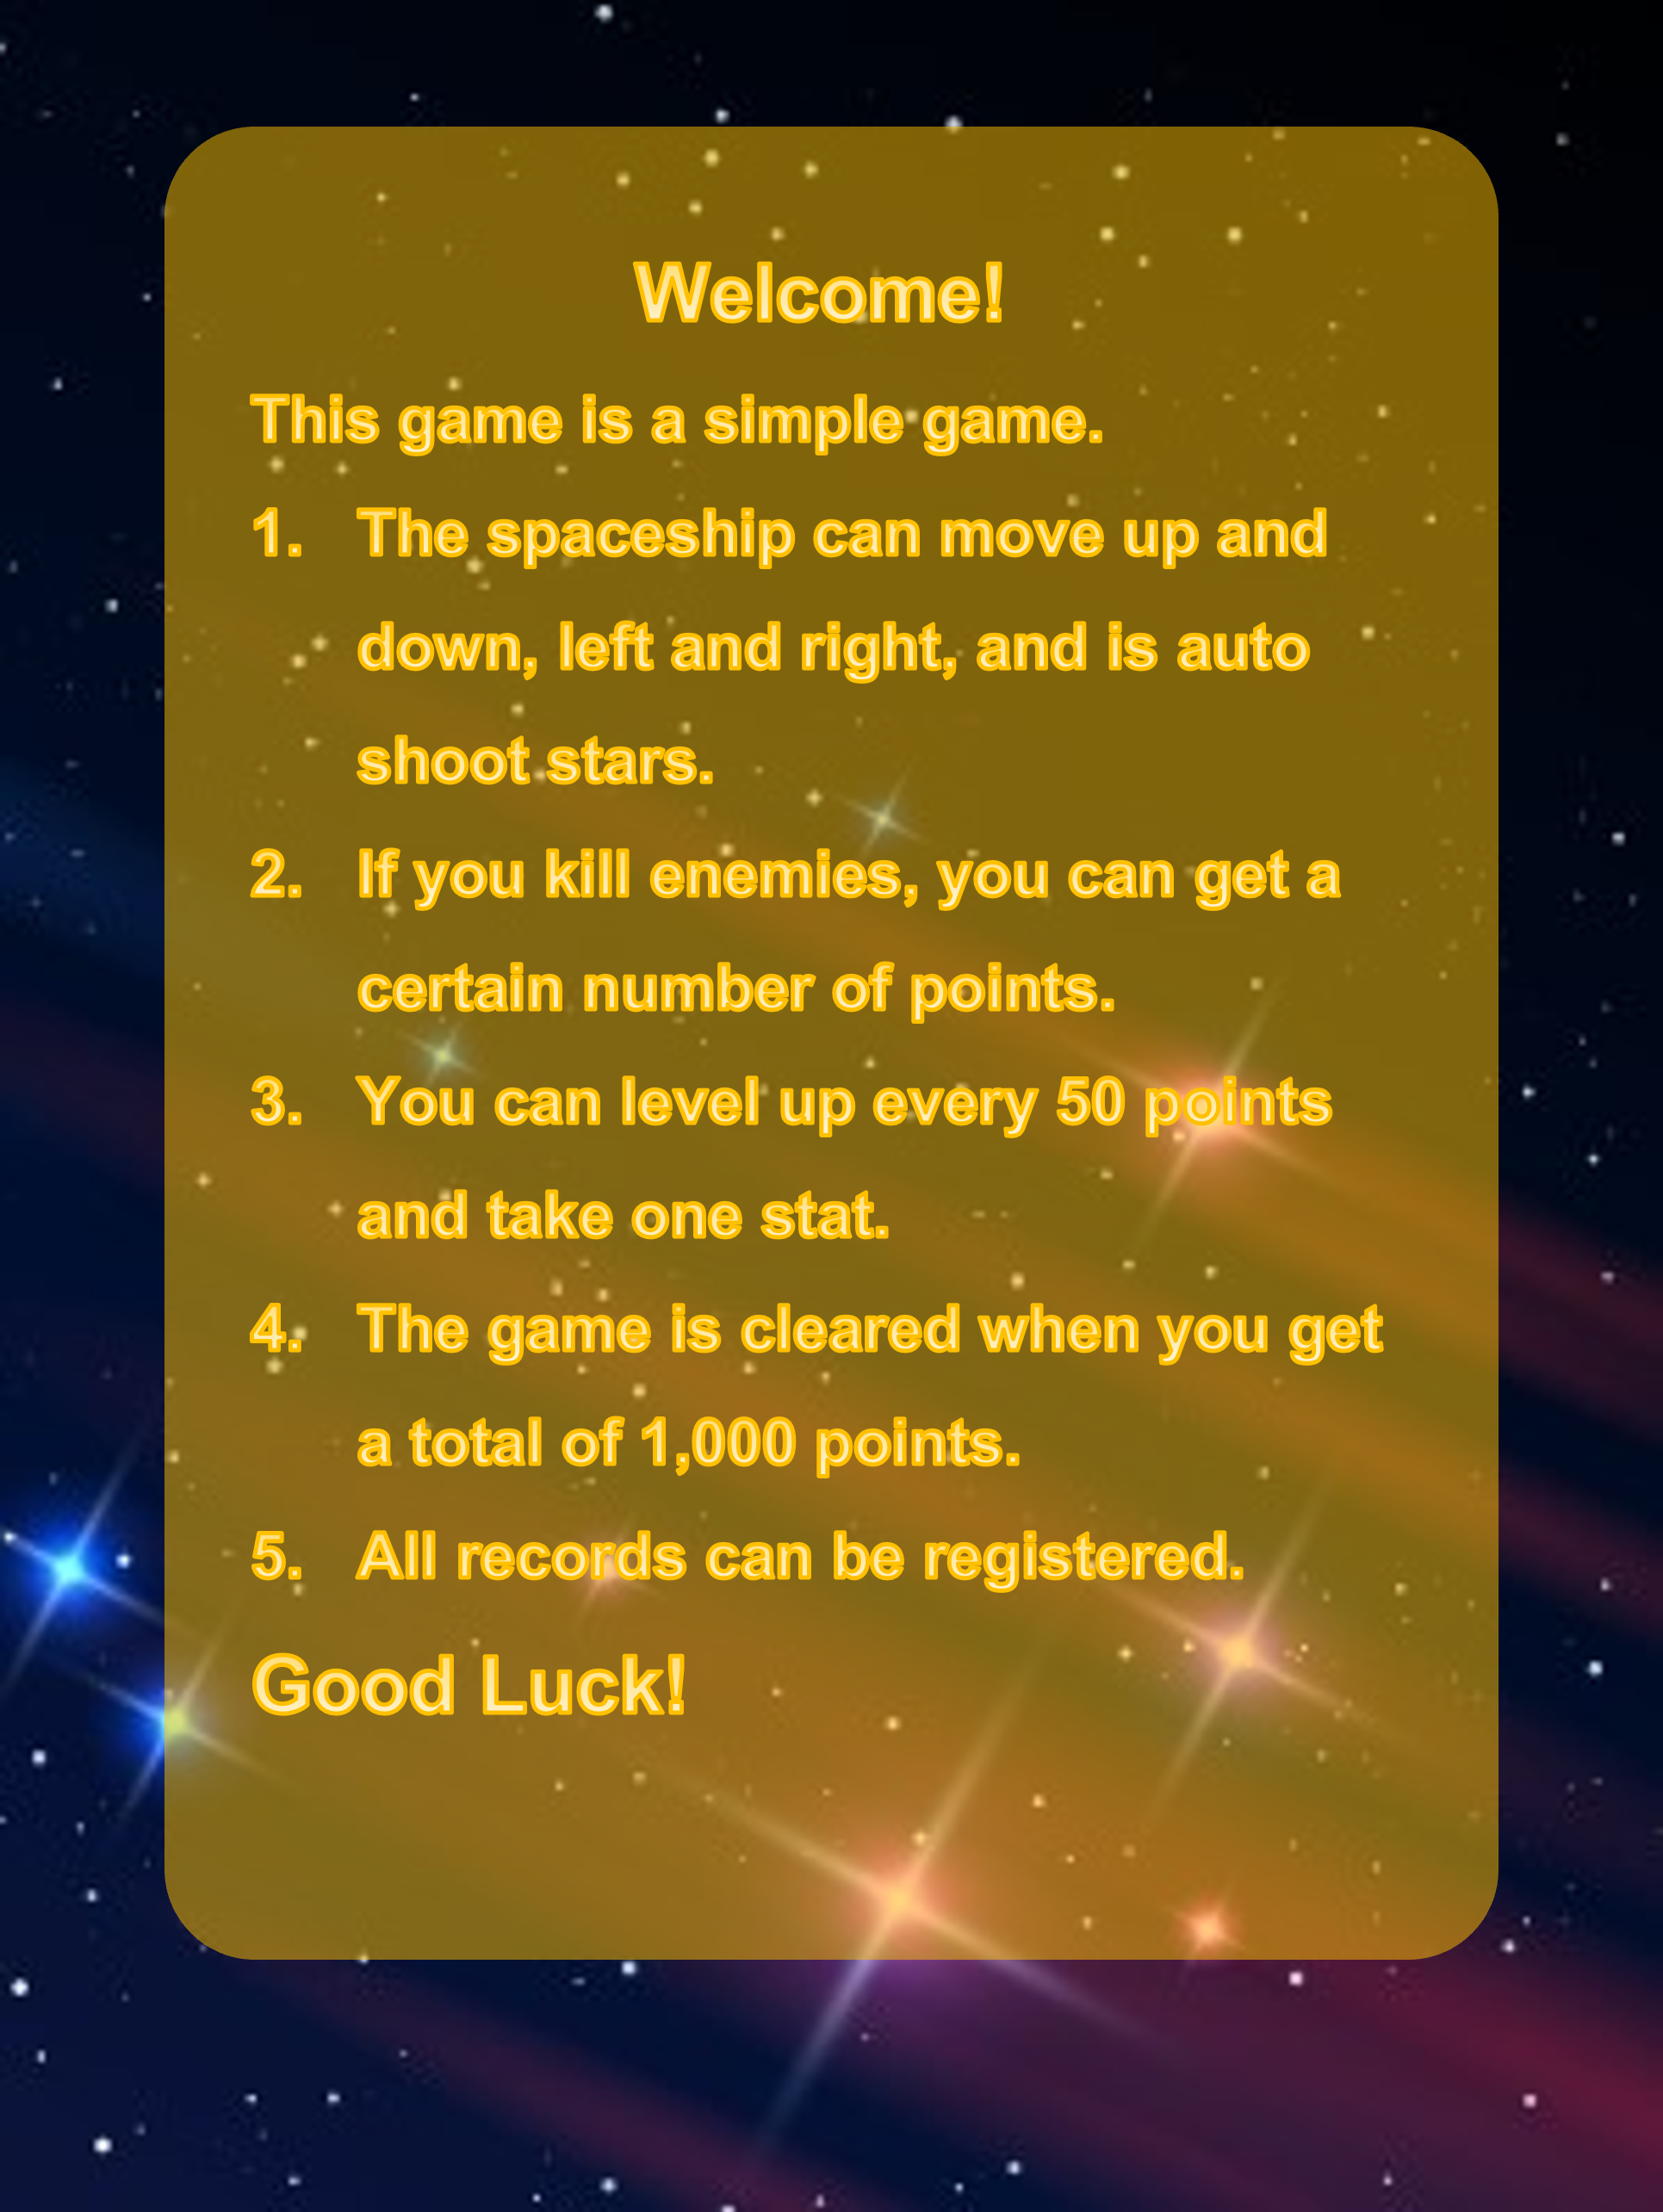 Welcome!
This game is a simple game.
1. The spaceship can move up and
down, left and right, and is auto
shoot stars.
2. If you kill enemies, you can get a
certain number of points.
3. You can level up every 50 points
and take one stat.
4. The game is cleared when you get
a total of 1,000 points.
5. All records can be registered.
Good Luck!